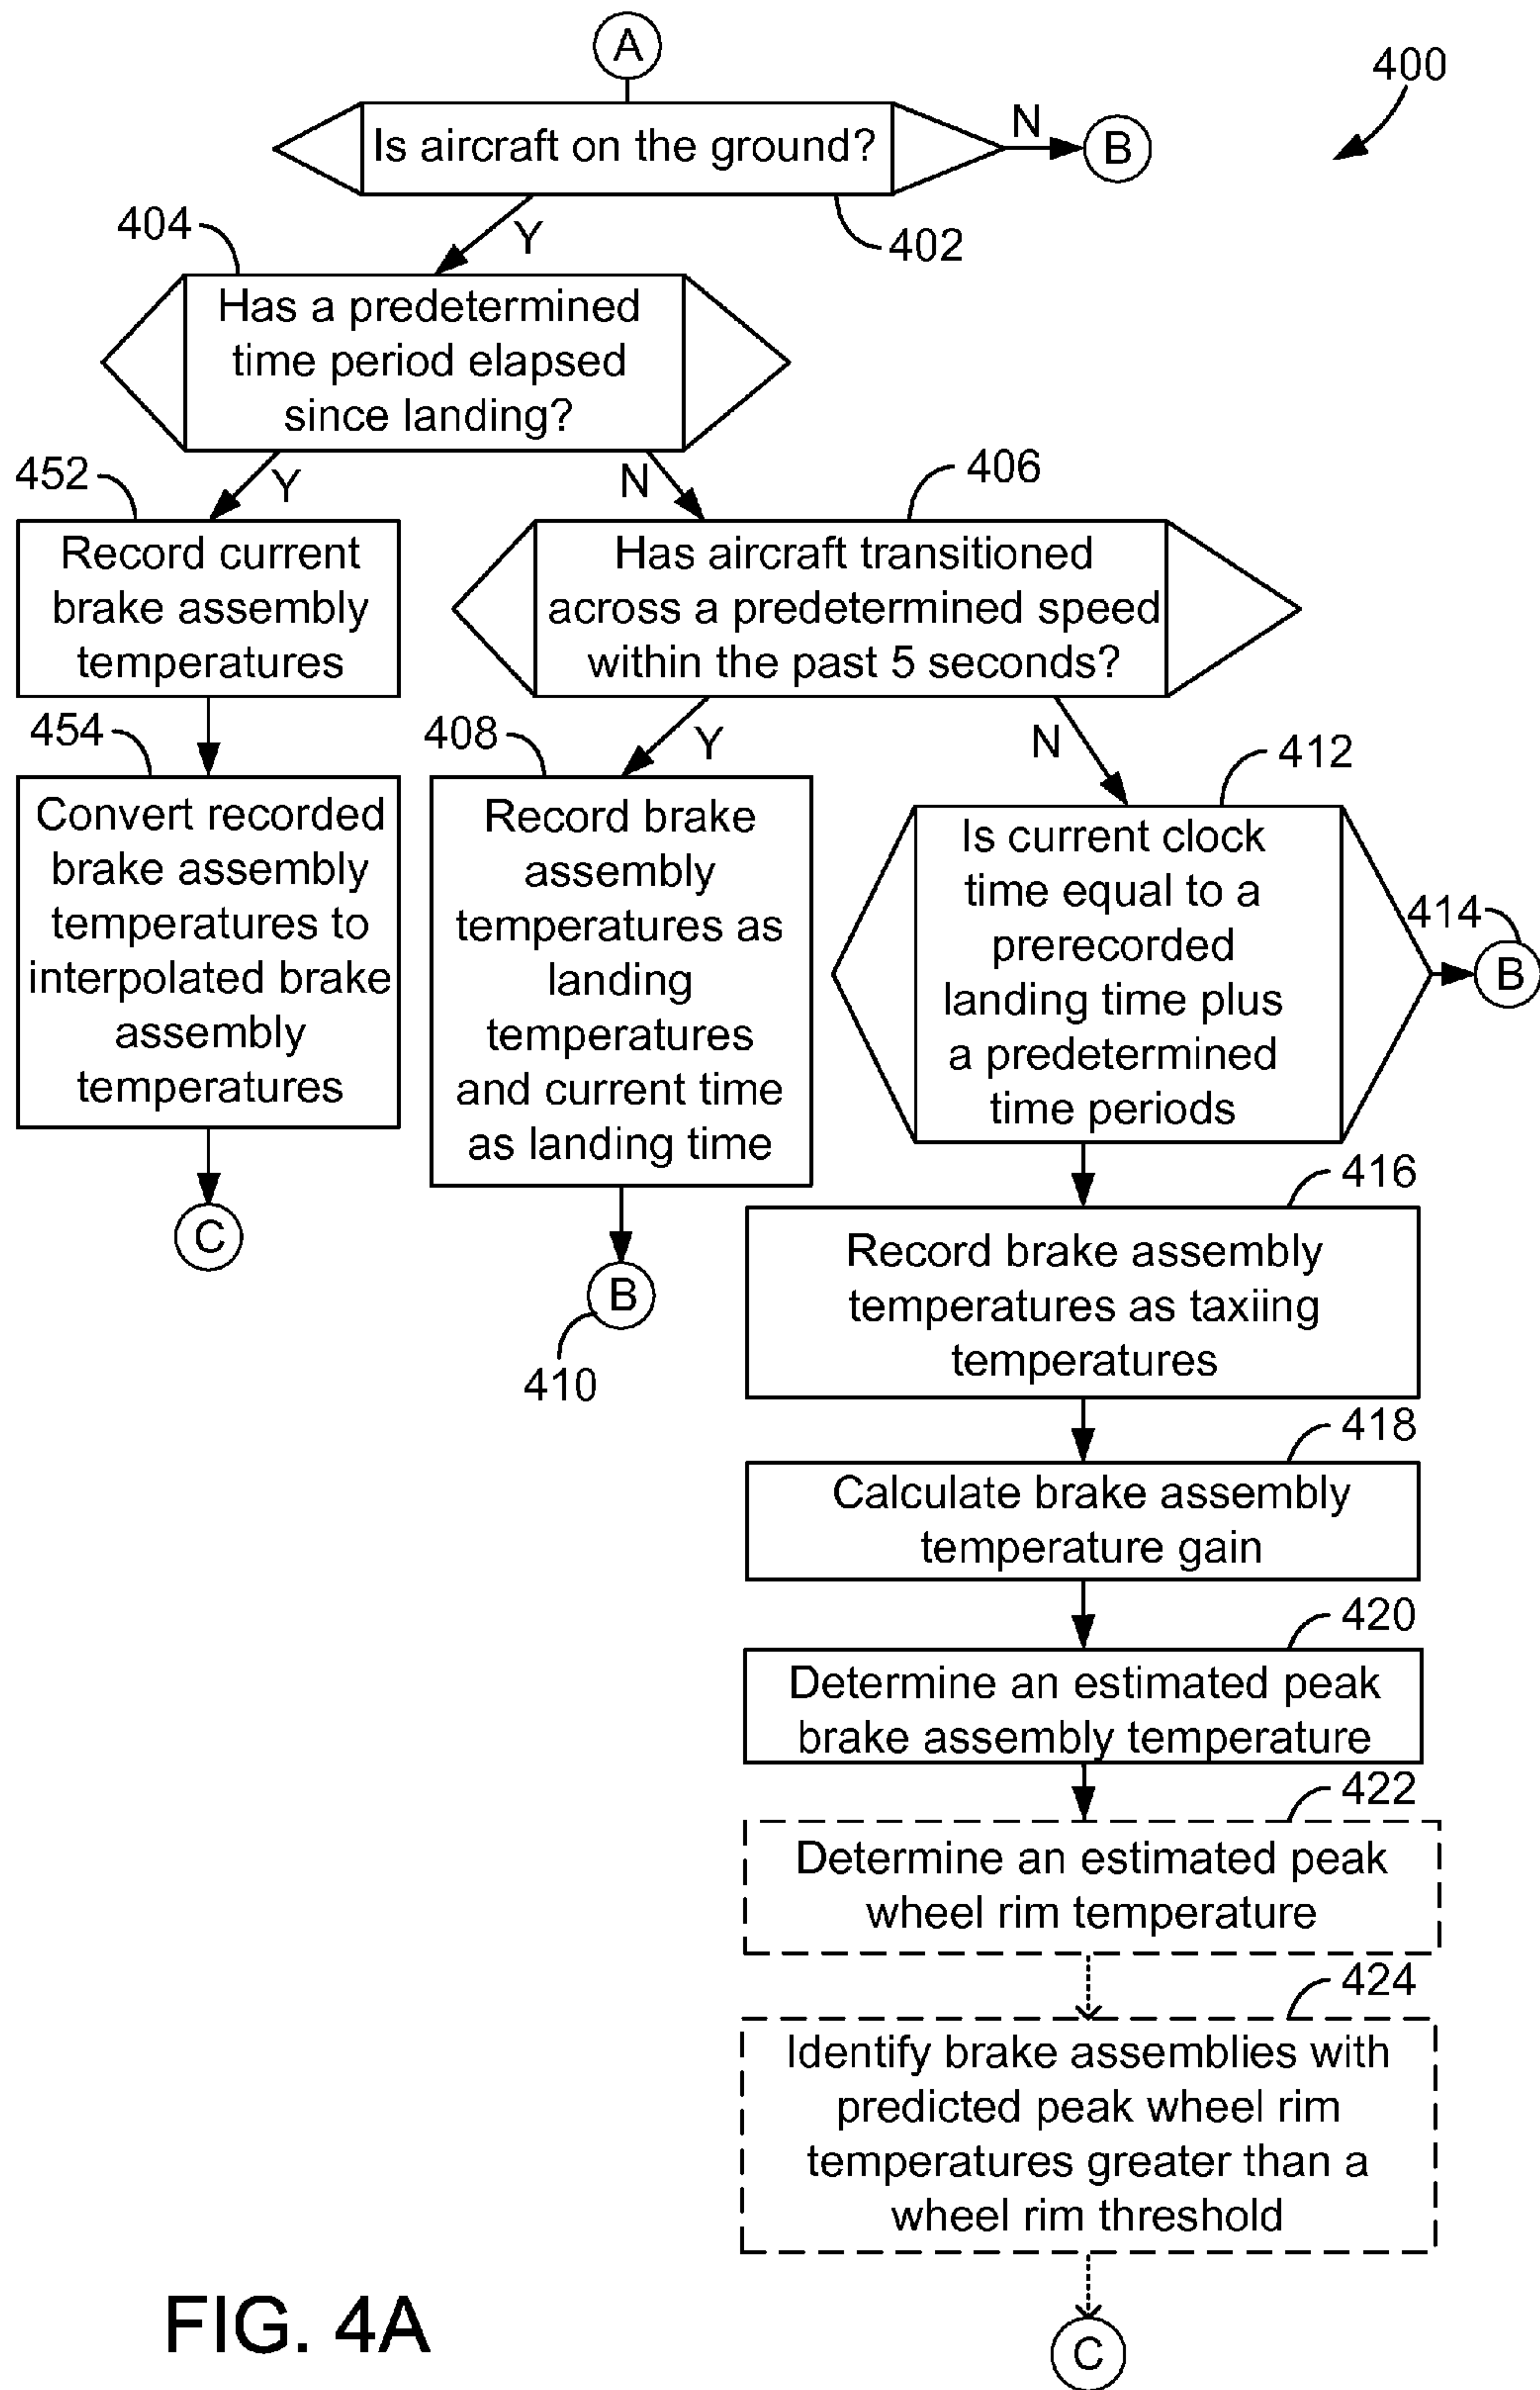 A
400
Is aircraft on the ground?
N
B
402
Y
404
Has a predetermined
time period elapsed
since landing?
Y
N
452
Record current
brake assembly
temperatures
406
Has aircraft transitioned
across a predetermined speed
within the past 5 seconds?
Y
N
454
Convert recorded
brake assembly
temperatures to
interpolated brake
assembly
temperatures
C
408
Record brake
assembly
temperatures as
landing
temperatures
and current time
as landing time
B
410
412
Is current clock
time equal to a
prerecorded
landing time plus
a predetermined
time periods
414
B
416
Record brake assembly
temperatures as taxiing
temperatures
418
Calculate brake assembly
temperature gain
420
Determine an estimated peak
brake assembly temperature
422
Determine an estimated peak
wheel rim temperature
424
Identify brake assemblies with
predicted peak wheel rim
temperatures greater than a
wheel rim threshold
C
FIG. 4A